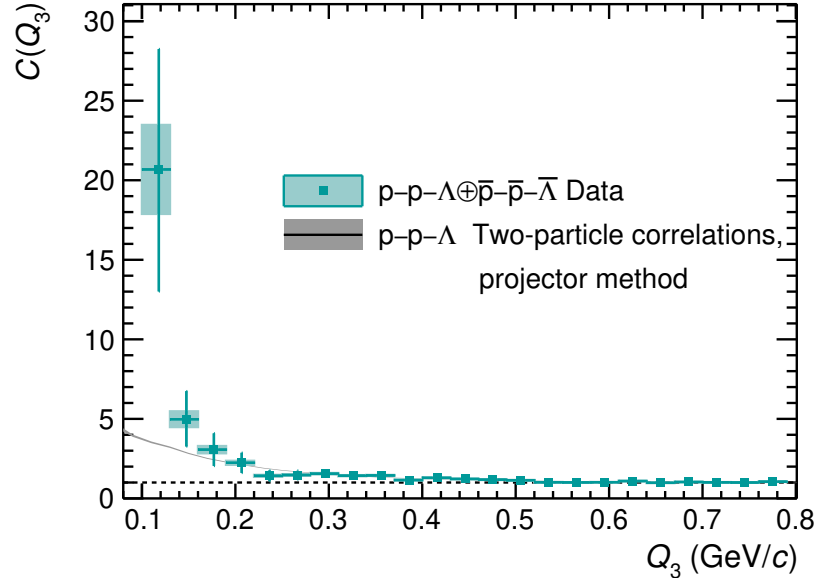 C(Q₃)
30
25
20
15
10
5
0
p–p–Λ⊕p̅–p̅–Λ̅ Data
p–p–Λ Two-particle correlations,
projector method
0.1 0.2 0.3 0.4 0.5 0.6 0.7 0.8
Q₃ (GeV/c)